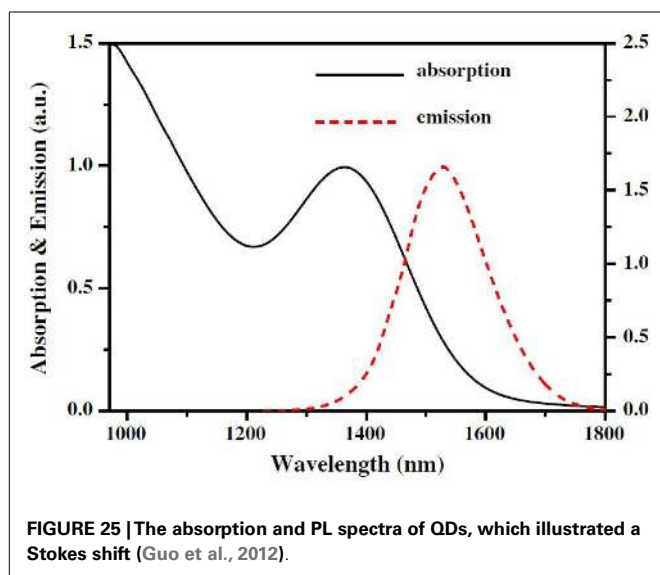 1.5
1.0
0.5
0.0
Absorption & Emission (a.u.)
absorption
emission
2.5
2.0
1.5
1.0
0.5
0.0
1000 1200 1400 1600 1800
Wavelength (nm)
FIGURE 25 | The absorption and PL spectra of QDs, which illustrated a
Stokes shift (Guo et al., 2012).